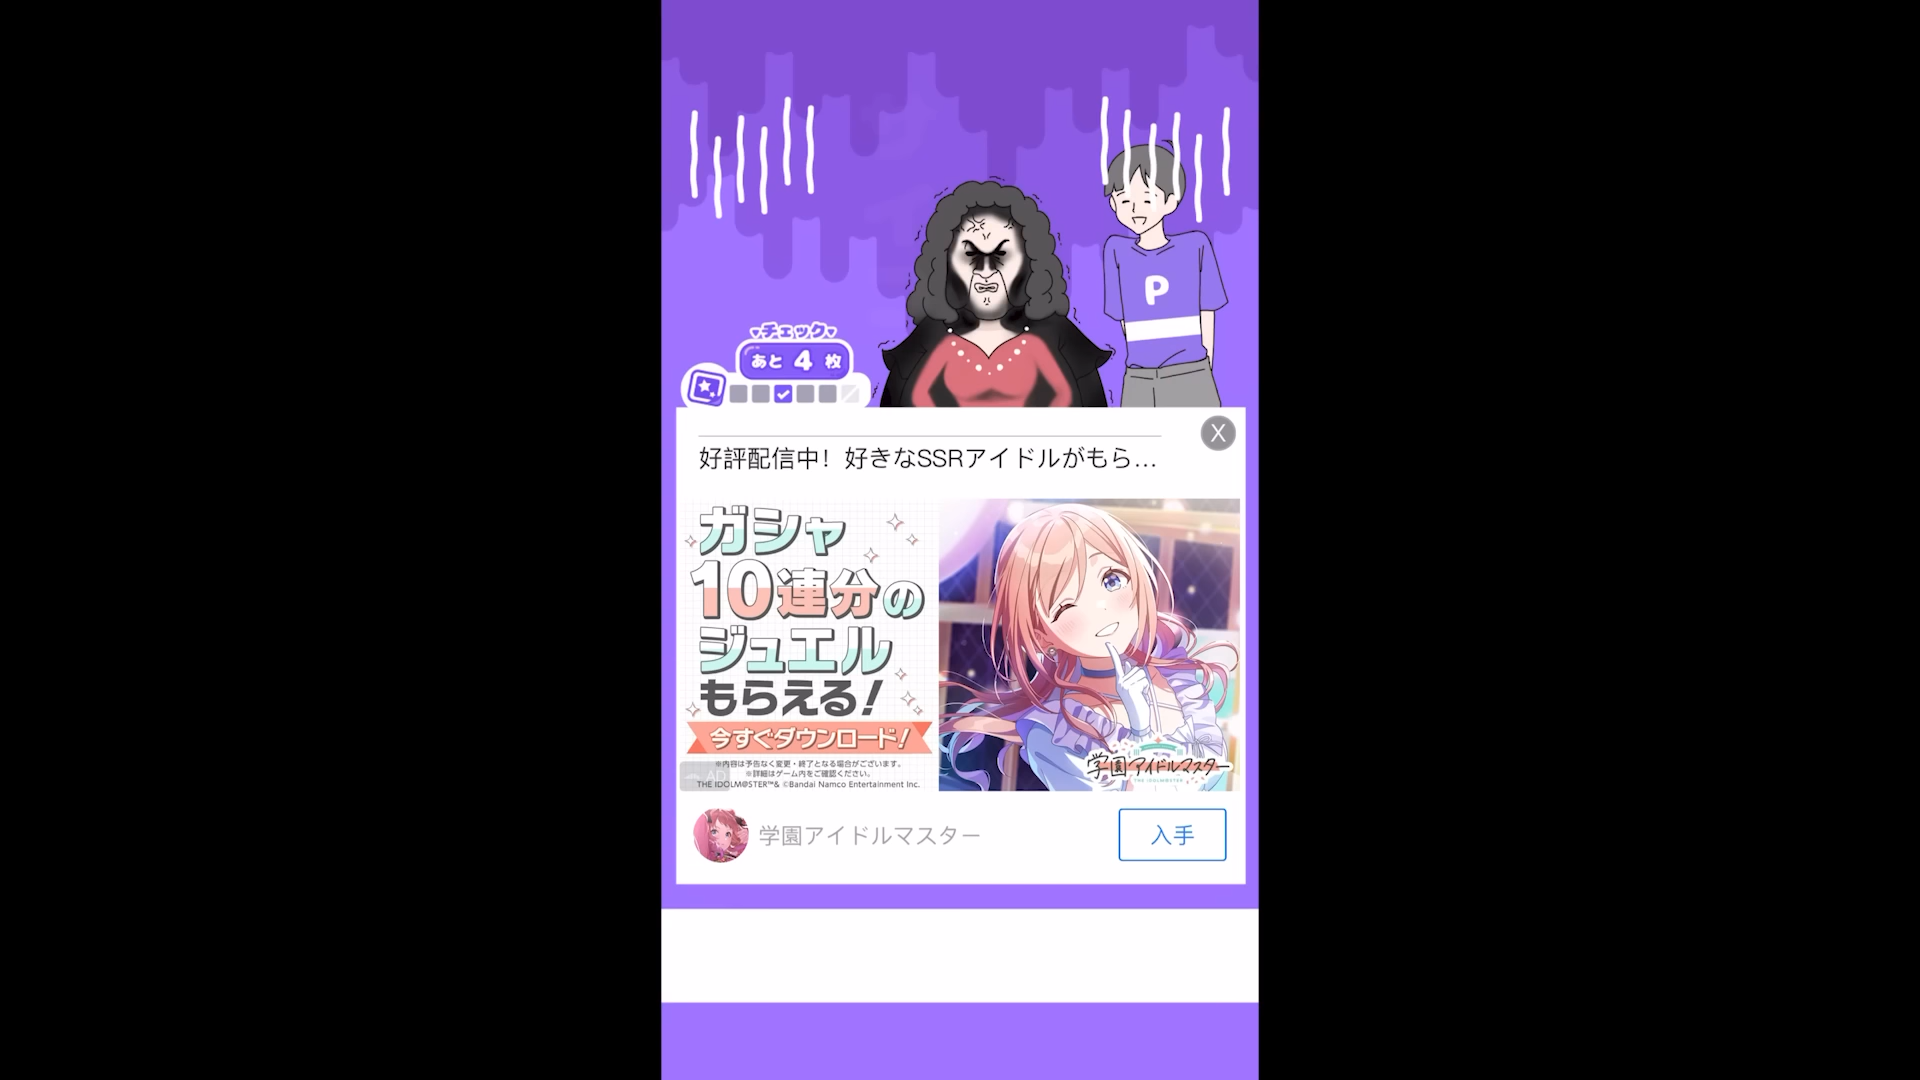 P
チェック
あと 4 枚
X
好評配信中！好きなSSRアイドルがもら…
ガシャ
10連分の
ジュエル
もらえる！
今すぐダウンロード！
※内容は予告なく変更・終了となる場合がございます。
※詳細はゲーム内をご確認ください。
AD
THE IDOLM@STER™& ©Bandai Namco Entertainment Inc.
学園アイドルマスター
THE IDOLM@STER
学園アイドルマスター
入手